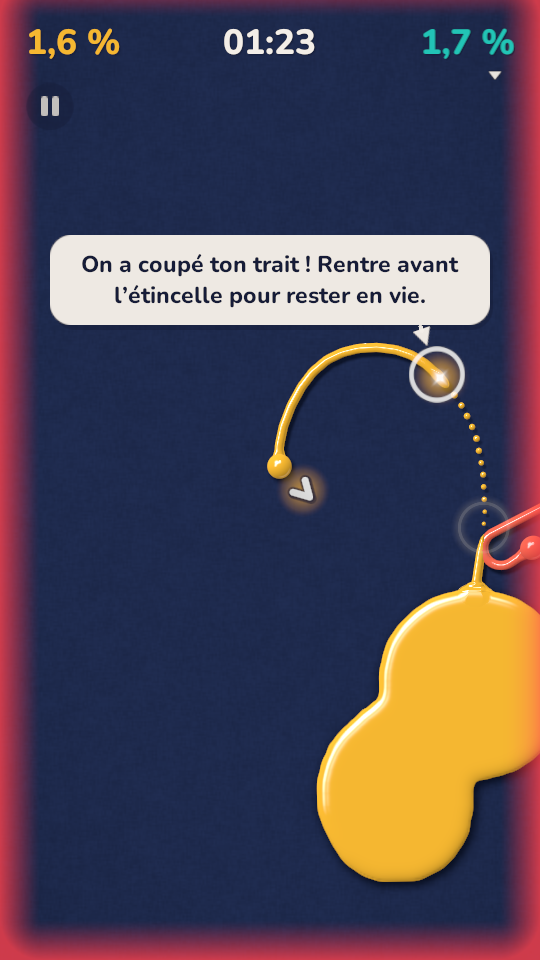 1,6 % 01:23 1,7 %
On a coupé ton trait ! Rentre avant
l’étincelle pour rester en vie.